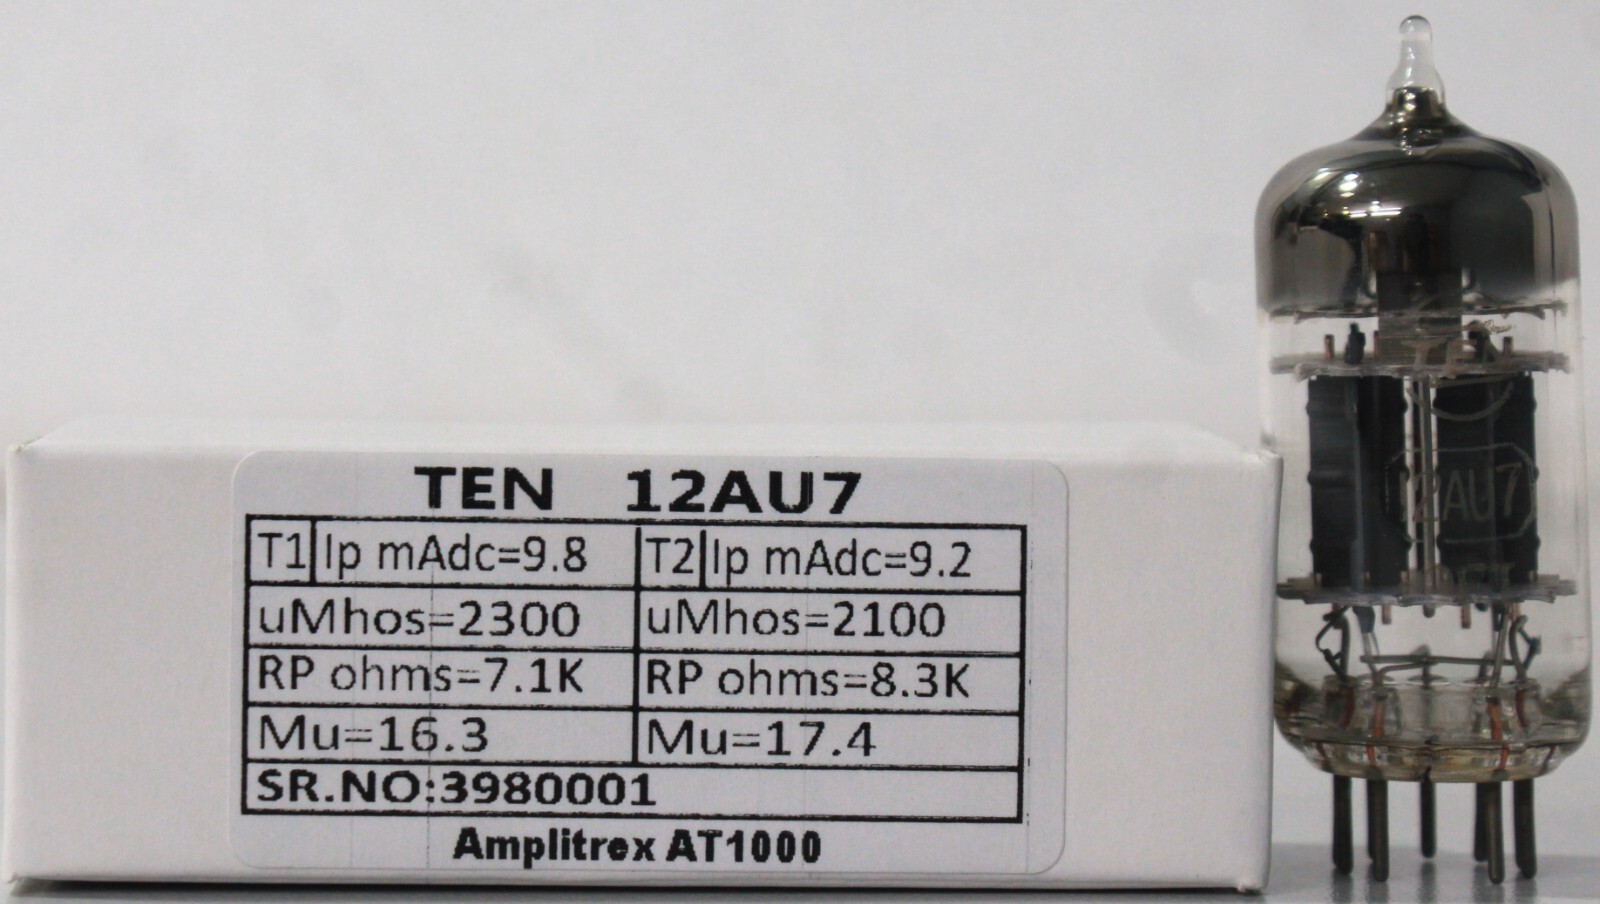 TEN 12AU7
T1 Ip mAdc=9.8 T2 Ip mAdc=9.2
uMhos=2300 uMhos=2100
RP ohms=7.1K RP ohms=8.3K
Mu=16.3 Mu=17.4
SR.NO:3980001
Amplitrex AT1000
TEN
12AU7